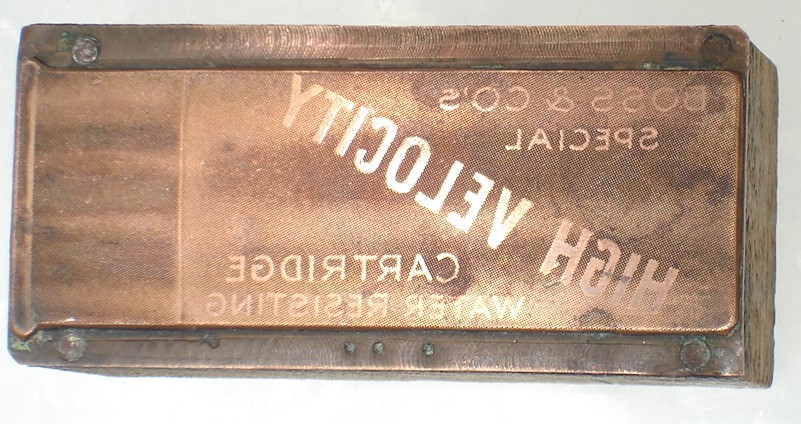 BOSS & CO'S
SPECIAL
HIGH VELOCITY
CARTRIDGE
WATER RESISTING